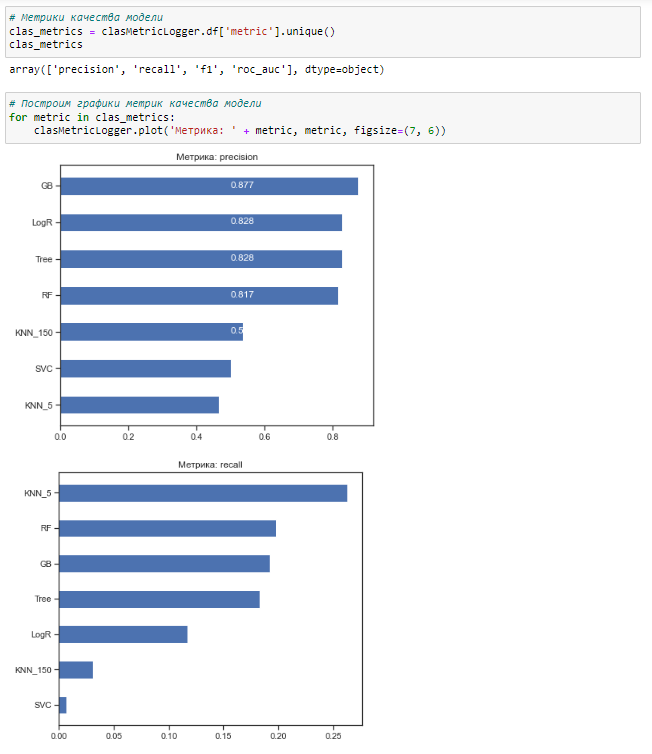 # Метрики качества модели
clas_metrics = clasMetricLogger.df['metric'].unique()
clas_metrics
array(['precision', 'recall', 'f1', 'roc_auc'], dtype=object)
# Построим графики метрик качества модели
for metric in clas_metrics:
    clasMetricLogger.plot('Метрика: ' + metric, metric, figsize=(7, 6))
Метрика: precision
GB 0.877
LogR 0.828
Tree 0.828
RF 0.817
KNN_150 0.5
SVC
KNN_5
0.0 0.2 0.4 0.6 0.8
Метрика: recall
KNN_5
RF
GB
Tree
LogR
KNN_150
SVC
0.00 0.05 0.10 0.15 0.20 0.25